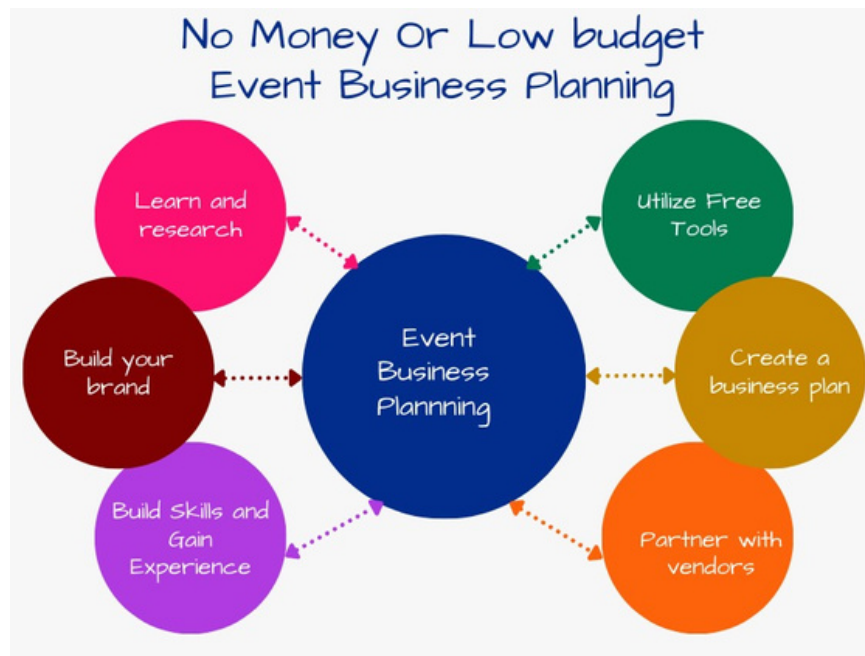 No Money Or Low budget
Event Business Planning
Learn and
research
Utilize Free
Tools
Build your
brand
Event
Business
Plannning
Create a
business plan
Build Skills and
Gain
Experience
Partner with
vendors